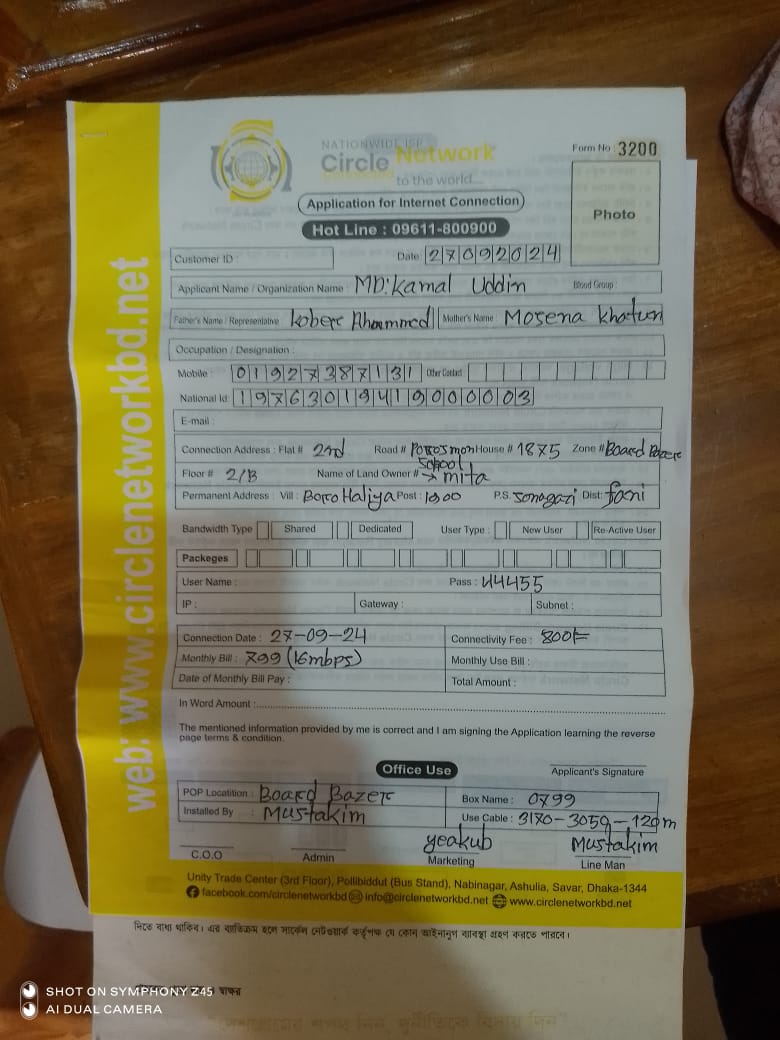 web: www.circlenetworkbd.net
NATIONWIDE ISP
Circle Network
to the world...
Form No : 3200
Photo
Application for Internet Connection
Hot Line : 09611-800900
Customer ID :
Date 27092024
Applicant Name / Organization Name : MD: Kamal Uddin Blood Group :
Father's Name / Representative Kober Ahammed Mother's Name : Mosena Khatun
Occupation / Designation :
Mobile : 01927387131 Other Contact
National Id: 19763019419000003
E-mail :
Connection Address : Flat # 2nd Road # House # 1875 Zone # Board Bazer
School
Floor # 2/B Name of Land Owner # → mita
Permanent Address : Vill : Boro Haliya Post : P.S. Sonagazi Dist: fani
Bandwidth Type Shared Dedicated User Type : New User Re-Active User
Packeges
User Name : Pass : 44455
IP : Gateway : Subnet :
Connection Date : 27-09-24 Connectivity Fee : 800/=
Monthly Bill : 799 (16mbps) Monthly Use Bill :
Date of Monthly Bill Pay : Total Amount :
In Word Amount :
The mentioned information provided by me is correct and I am signing the Application learning the reverse
page terms & condition.
Office Use
Applicant's Signature
POP Locatition : Board Bazer Box Name : 0799
Installed By : Mustakim Use Cable : 3170-3050-120m
yeakub Mustakim
C.O.O Admin Marketing Line Man
Unity Trade Center (3rd Floor), Pollibiddut (Bus Stand), Nabinagar, Ashulia, Savar, Dhaka-1344
facebook.com/circlenetworkbd info@circlenetworkbd.net www.circlenetworkbd.net
দিতে বাধ্য থাকিব। এর ব্যতিক্রম হলে সার্কেল নেটওয়ার্ক কর্তৃপক্ষ যে কোন আইনানুগ ব্যবস্থা গ্রহণ করতে পারবে।
স্বাক্ষর
SHOT ON SYMPHONY Z45
AI DUAL CAMERA